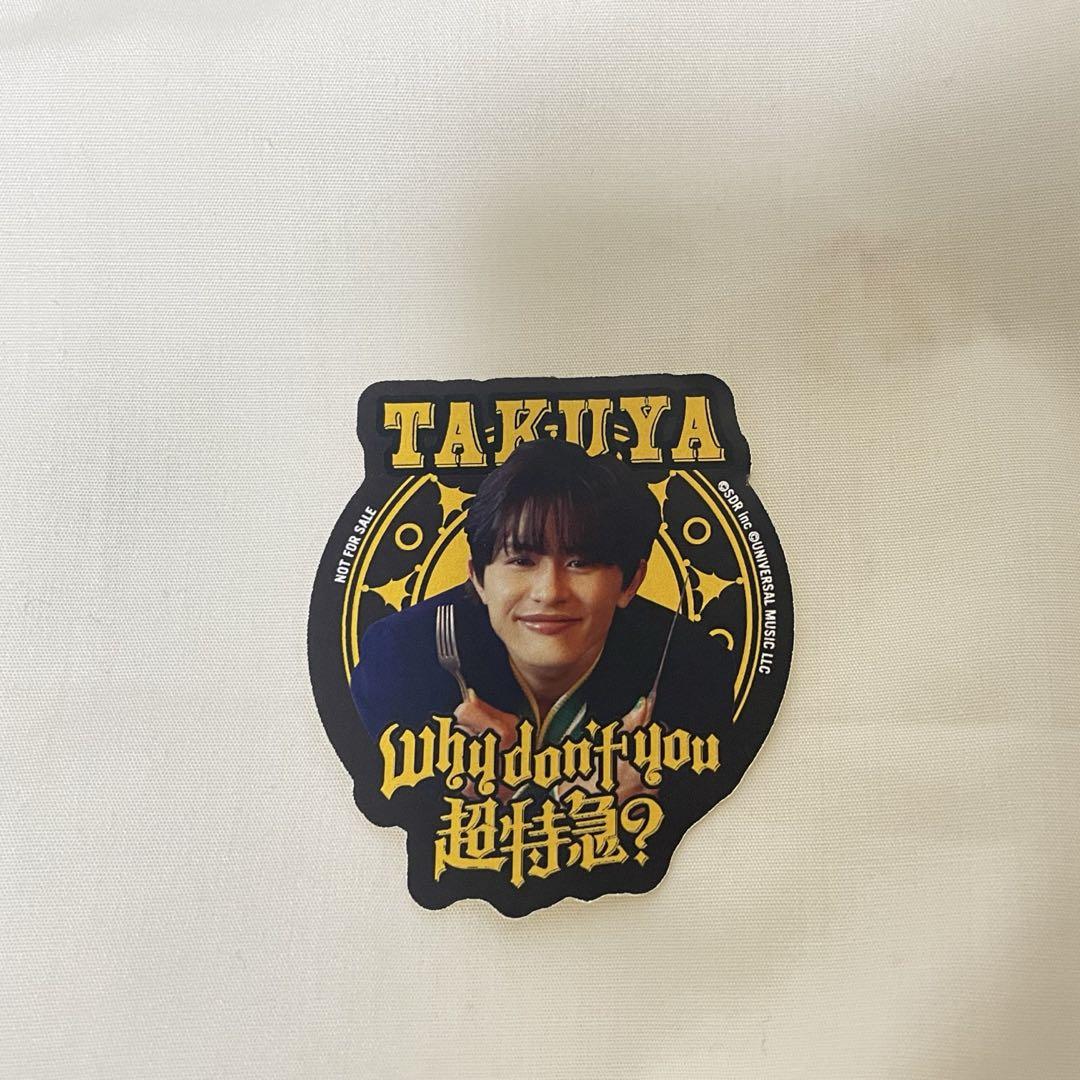 TAKUYA
NOT FOR SALE
©SDR inc ©UNIVERSAL MUSIC LLC
Why don't you
超特急?